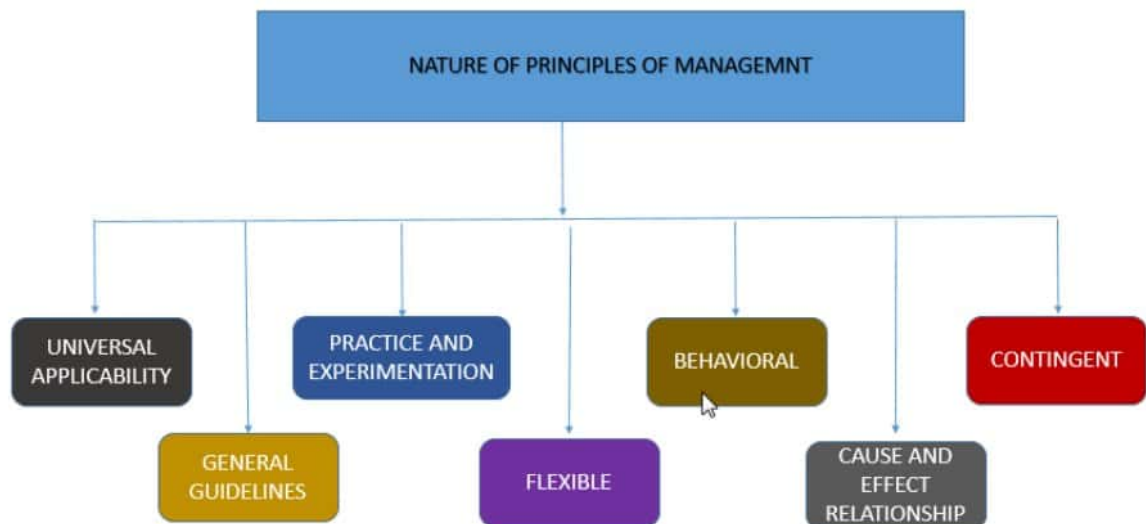 NATURE OF PRINCIPLES OF MANAGEMNT
UNIVERSAL
APPLICABILITY
GENERAL
GUIDELINES
PRACTICE AND
EXPERIMENTATION
FLEXIBLE
BEHAVIORAL
CAUSE AND
EFFECT
RELATIONSHIP
CONTINGENT